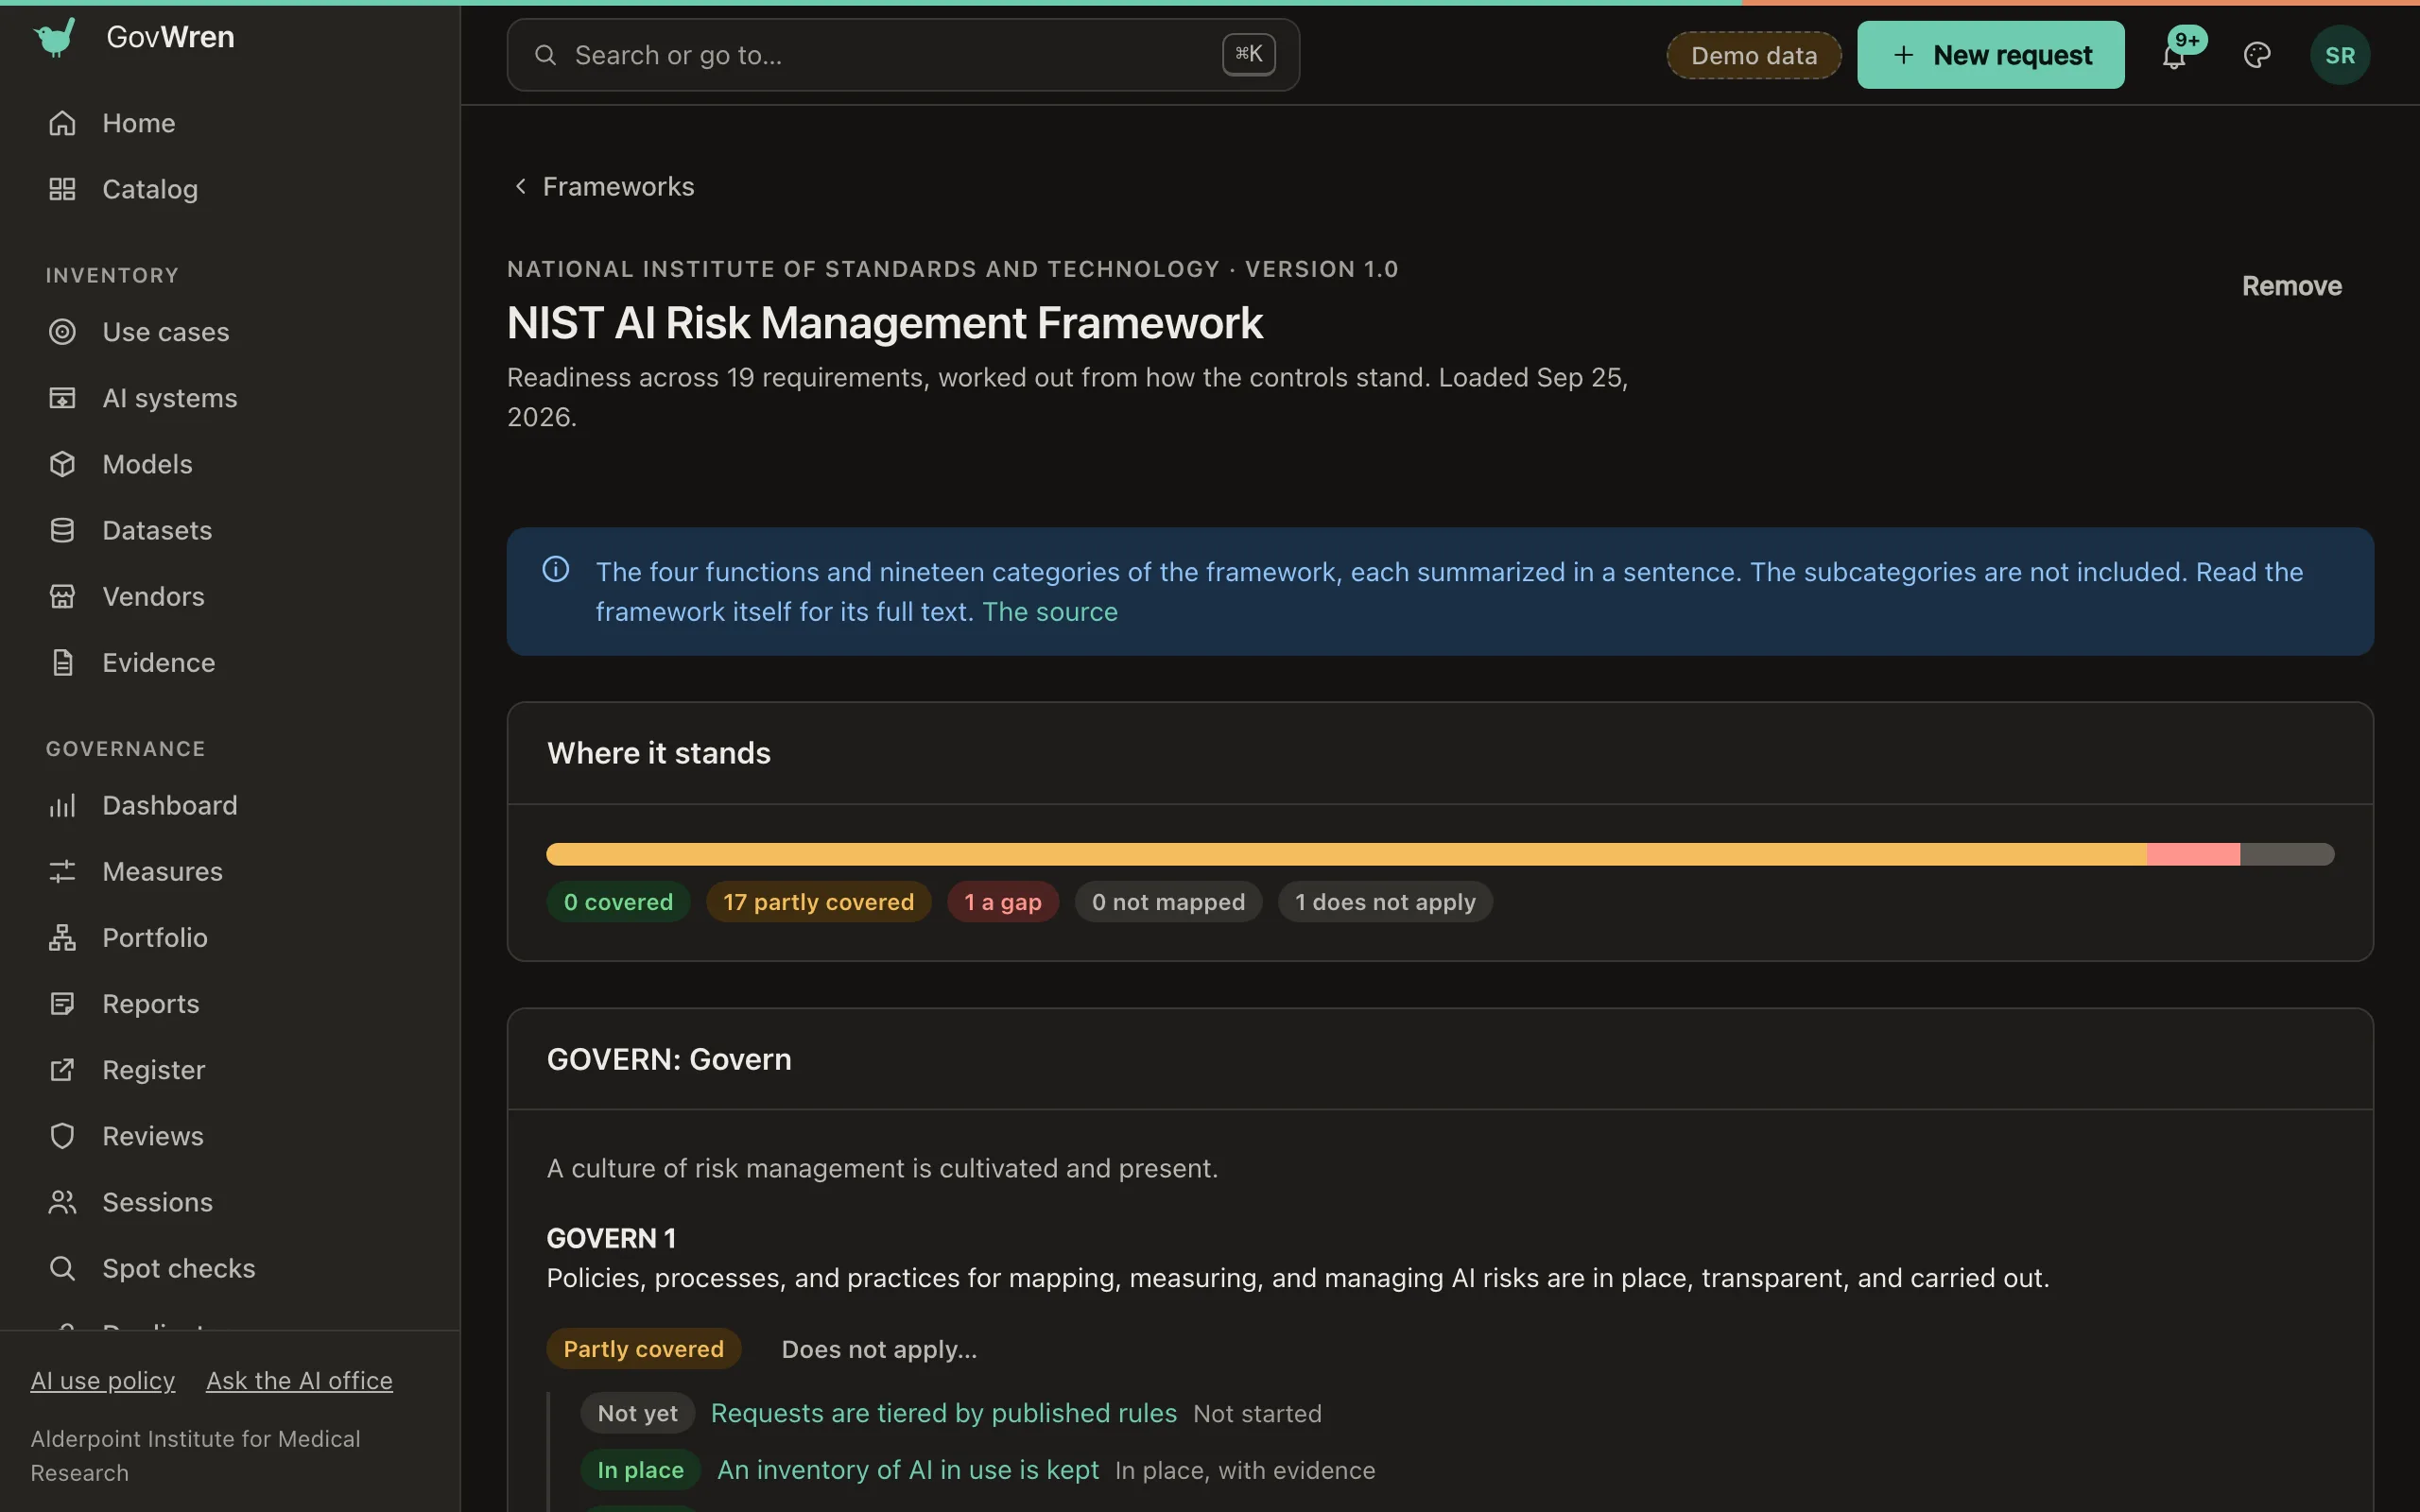 GovWren
Search or go to...
⌘K
Demo data
+ New request
9+
SR
Home
Catalog
INVENTORY
Use cases
AI systems
Models
Datasets
Vendors
Evidence
GOVERNANCE
Dashboard
Measures
Portfolio
Reports
Register
Reviews
Sessions
Spot checks
AI use policy
Ask the AI office
Alderpoint Institute for Medical
Research
Frameworks
NATIONAL INSTITUTE OF STANDARDS AND TECHNOLOGY · VERSION 1.0
NIST AI Risk Management Framework
Remove
Readiness across 19 requirements, worked out from how the controls stand. Loaded Sep 25,
2026.
The four functions and nineteen categories of the framework, each summarized in a sentence. The subcategories are not included. Read the
framework itself for its full text. The source
Where it stands
0 covered
17 partly covered
1 a gap
0 not mapped
1 does not apply
GOVERN: Govern
A culture of risk management is cultivated and present.
GOVERN 1
Policies, processes, and practices for mapping, measuring, and managing AI risks are in place, transparent, and carried out.
Partly covered
Does not apply...
Not yet Requests are tiered by published rules Not started
In place An inventory of AI in use is kept In place, with evidence